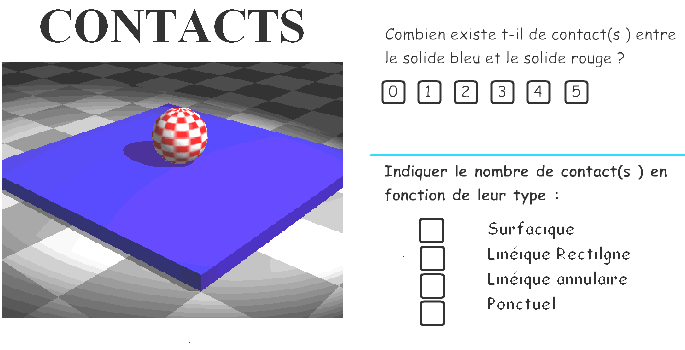 CONTACTS
Combien existe t-il de contact(s ) entre
le solide bleu et le solide rouge ?
0 1 2 3 4 5
Indiquer le nombre de contact(s ) en
fonction de leur type :
Surfacique
Linéique Rectilgne
Linéique annulaire
Ponctuel